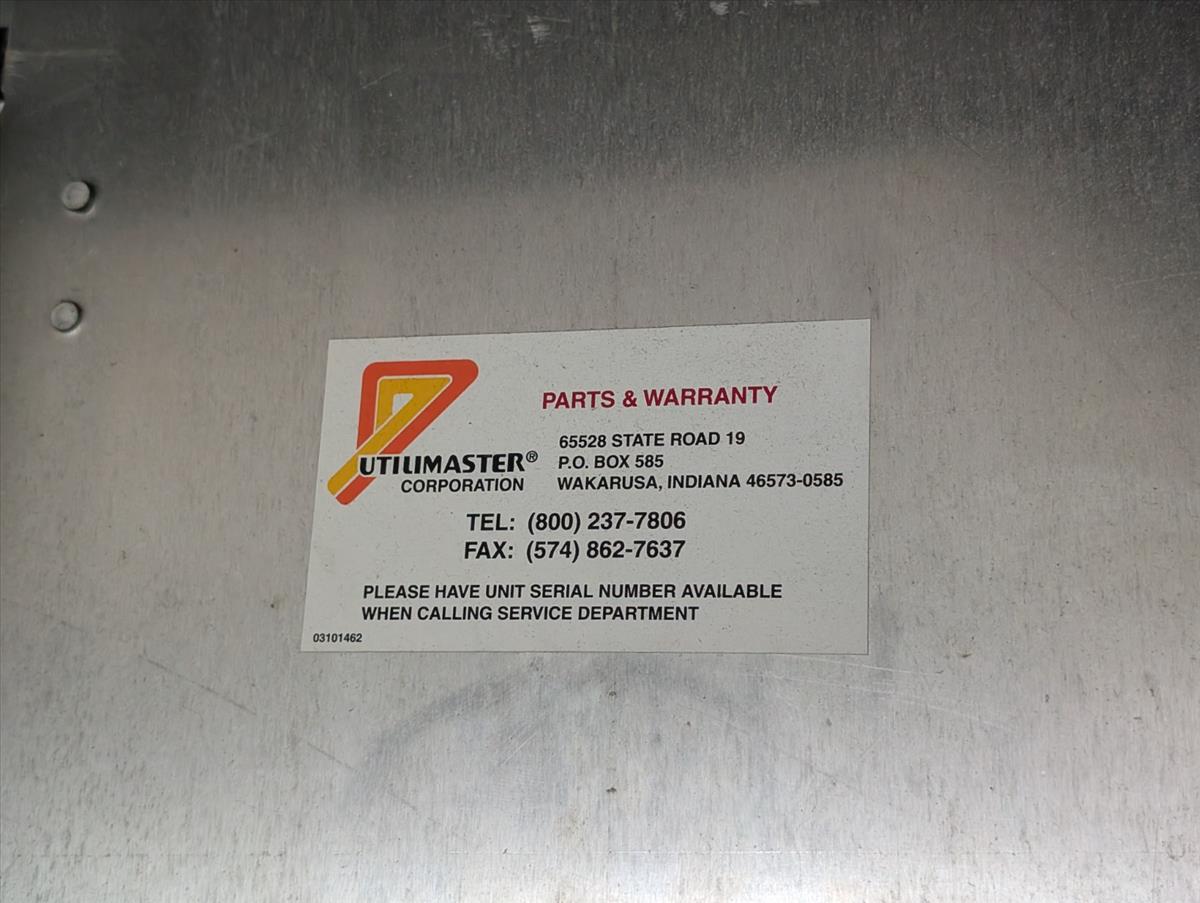 UTILIMASTER®
CORPORATION
PARTS & WARRANTY
65528 STATE ROAD 19
P.O. BOX 585
WAKARUSA, INDIANA 46573-0585
TEL: (800) 237-7806
FAX: (574) 862-7637
PLEASE HAVE UNIT SERIAL NUMBER AVAILABLE
WHEN CALLING SERVICE DEPARTMENT
03101462